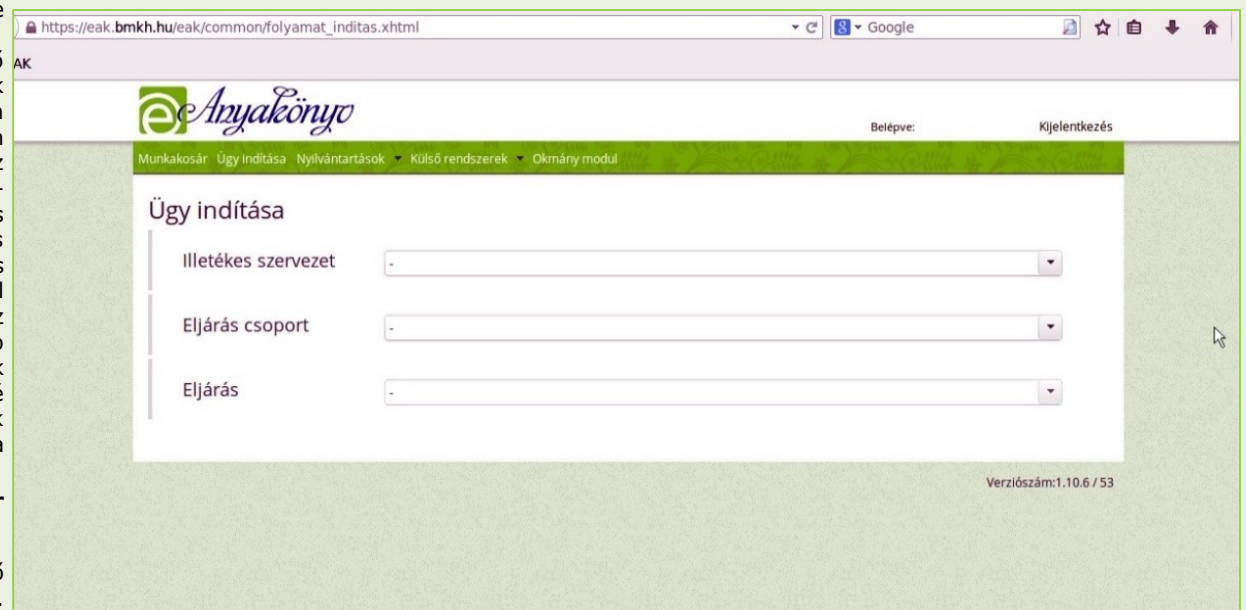 https://eak.bmkh.hu/eak/common/folyamat_inditas.xhtml
Google
AK
e Anyakönyv
Belépve:
Kijelentkezés
Munkakosár Ügy indítása Nyilvántartások Külső rendszerek Okmány modul
Ügy indítása
Illetékes szervezet -
Eljárás csoport -
Eljárás -
Verziószám:1.10.6 / 53